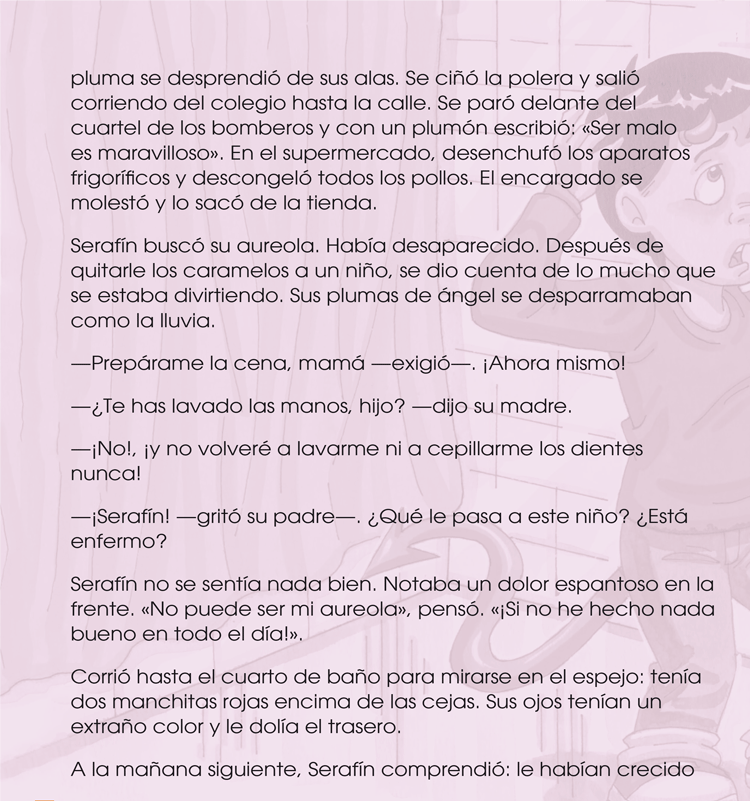 pluma se desprendió de sus alas. Se ciñó la polera y salió
corriendo del colegio hasta la calle. Se paró delante del
cuartel de los bomberos y con un plumón escribió: «Ser malo
es maravilloso». En el supermercado, desenchufó los aparatos
frigoríficos y descongeló todos los pollos. El encargado se
molestó y lo sacó de la tienda.
Serafín buscó su aureola. Había desaparecido. Después de
quitarle los caramelos a un niño, se dio cuenta de lo mucho que
se estaba divirtiendo. Sus plumas de ángel se desparramaban
como la lluvia.
—Prepárame la cena, mamá —exigió—. ¡Ahora mismo!
—¿Te has lavado las manos, hijo? —dijo su madre.
—¡No!, ¡y no volveré a lavarme ni a cepillarme los dientes
nunca!
—¡Serafín! —gritó su padre—. ¿Qué le pasa a este niño? ¿Está
enfermo?
Serafín no se sentía nada bien. Notaba un dolor espantoso en la
frente. «No puede ser mi aureola», pensó. «¡Si no he hecho nada
bueno en todo el día!».
Corrió hasta el cuarto de baño para mirarse en el espejo: tenía
dos manchitas rojas encima de las cejas. Sus ojos tenían un
extraño color y le dolía el trasero.
A la mañana siguiente, Serafín comprendió: le habían crecido